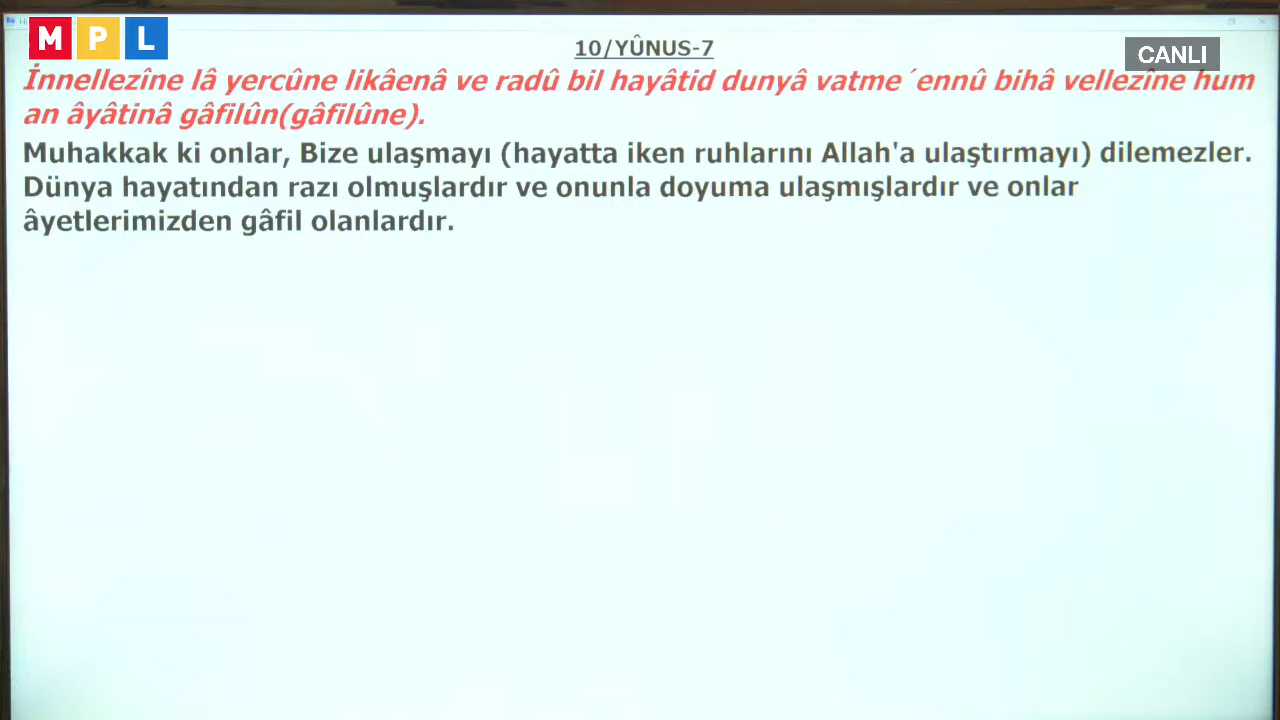 MPL
CANLI
10/YÛNUS-7
İnnellezîne lâ yercûne likâenâ ve radû bil hayâtid dunyâ vatme´ennû bihâ vellezîne hum
an âyâtinâ gâfilûn(gâfilûne).
Muhakkak ki onlar, Bize ulaşmayı (hayatta iken ruhlarını Allah'a ulaştırmayı) dilemezler.
Dünya hayatından razı olmuşlardır ve onunla doyuma ulaşmışlardır ve onlar
âyetlerimizden gâfil olanlardır.